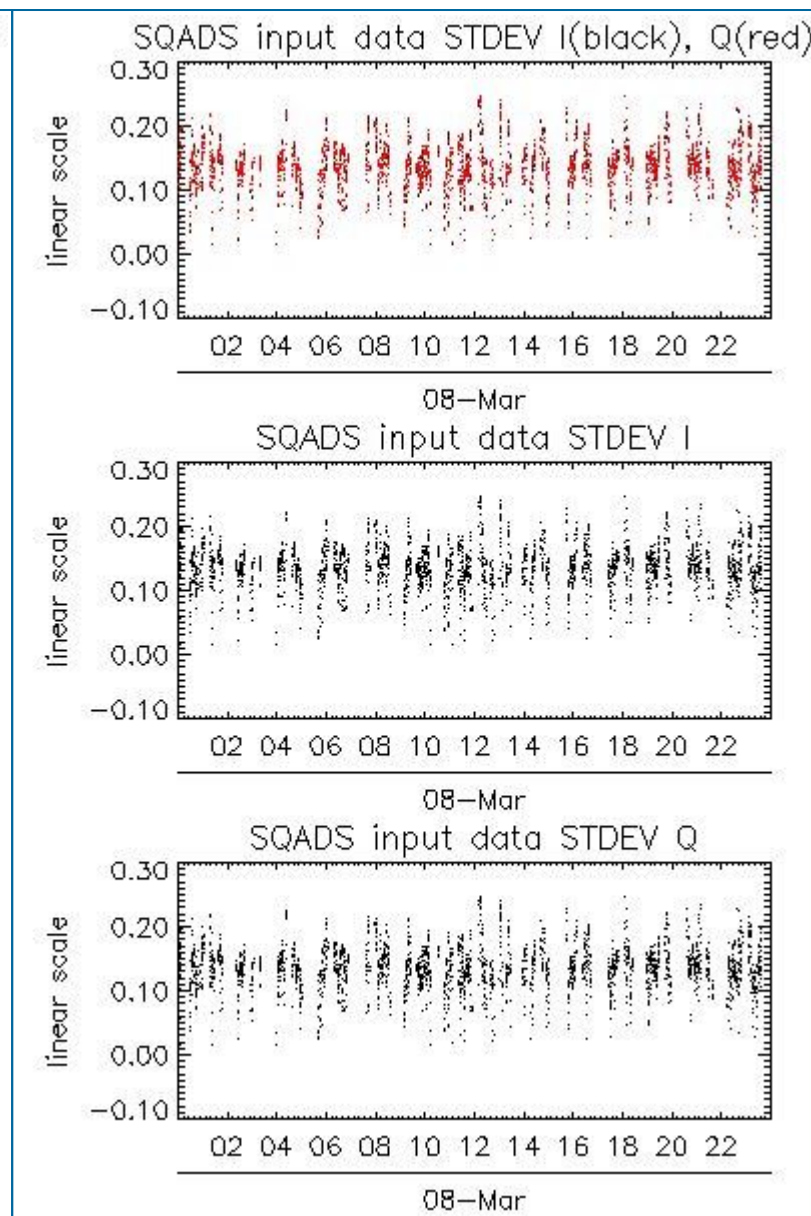 SQADS input data STDEV I(black), Q(red)
0.30
0.20
0.10
0.00
−0.10
linear scale
02 04 06 08 10 12 14 16 18 20 22
08−Mar
SQADS input data STDEV I
0.30
0.20
0.10
0.00
−0.10
linear scale
02 04 06 08 10 12 14 16 18 20 22
08−Mar
SQADS input data STDEV Q
0.30
0.20
0.10
0.00
−0.10
linear scale
02 04 06 08 10 12 14 16 18 20 22
08−Mar